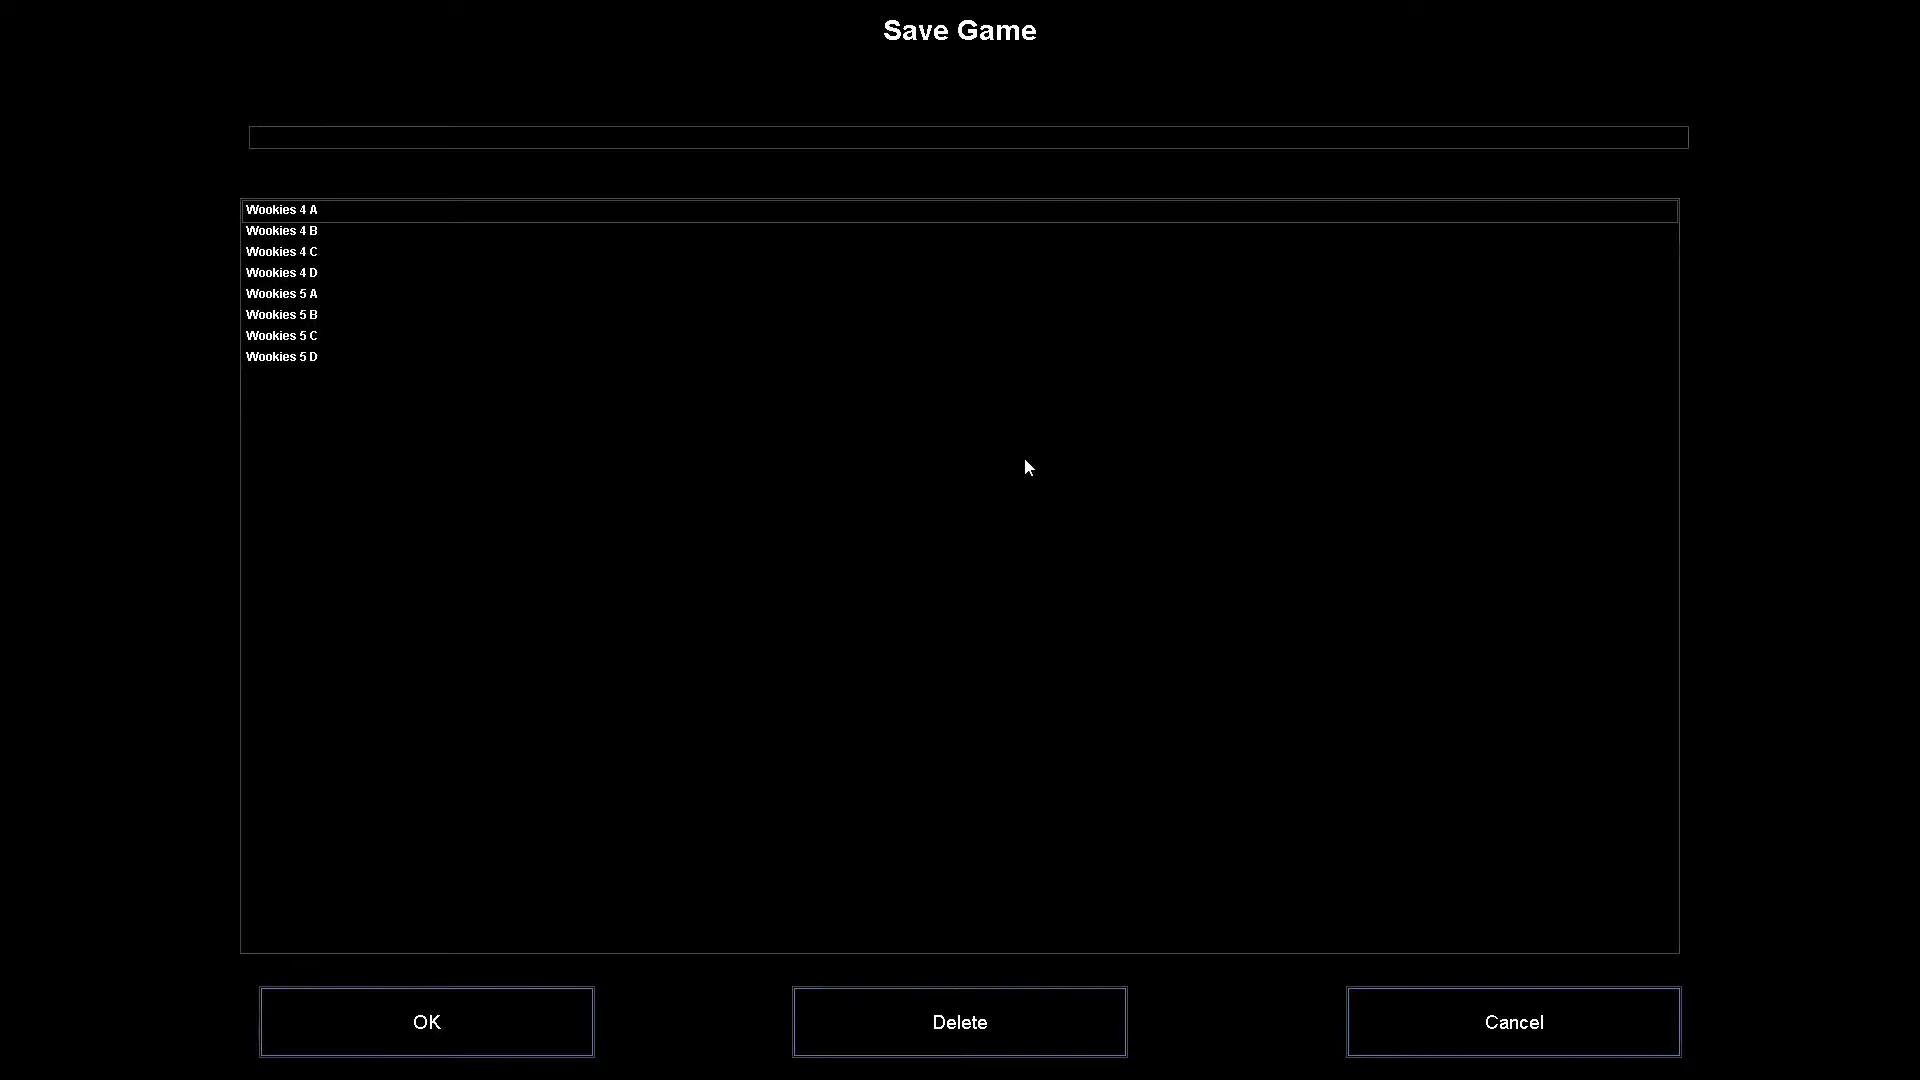 Save Game
Wookies 4 A
Wookies 4 B
Wookies 4 C
Wookies 4 D
Wookies 5 A
Wookies 5 B
Wookies 5 C
Wookies 5 D
OK
Delete
Cancel